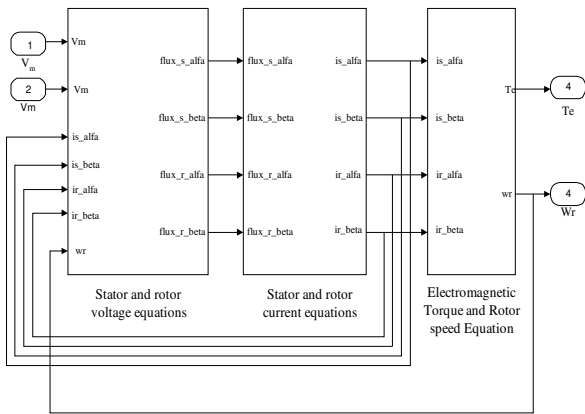 1
V_m
2
Vm
Vm
Vm
is_alfa
is_beta
ir_alfa
ir_beta
wr
flux_s_alfa
flux_s_beta
flux_r_alfa
flux_r_beta
Stator and rotor
voltage equations
flux_s_alfa
flux_s_beta
flux_r_alfa
flux_r_beta
is_alfa
is_beta
ir_alfa
ir_beta
Stator and rotor
current equations
is_alfa
is_beta
ir_alfa
ir_beta
Te
wr
Electromagnetic
Torque and Rotor
speed Equation
4
Te
4
Wr